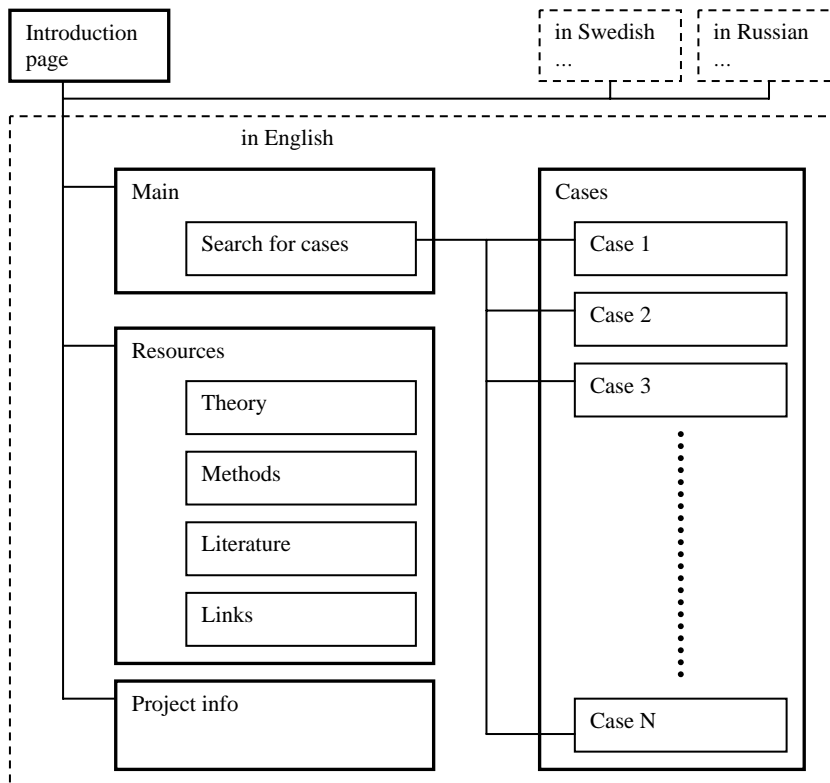 Introduction
page
in Swedish
...
in Russian
...
in English
Main
Search for cases
Resources
Theory
Methods
Literature
Links
Project info
Cases
Case 1
Case 2
Case 3
Case N